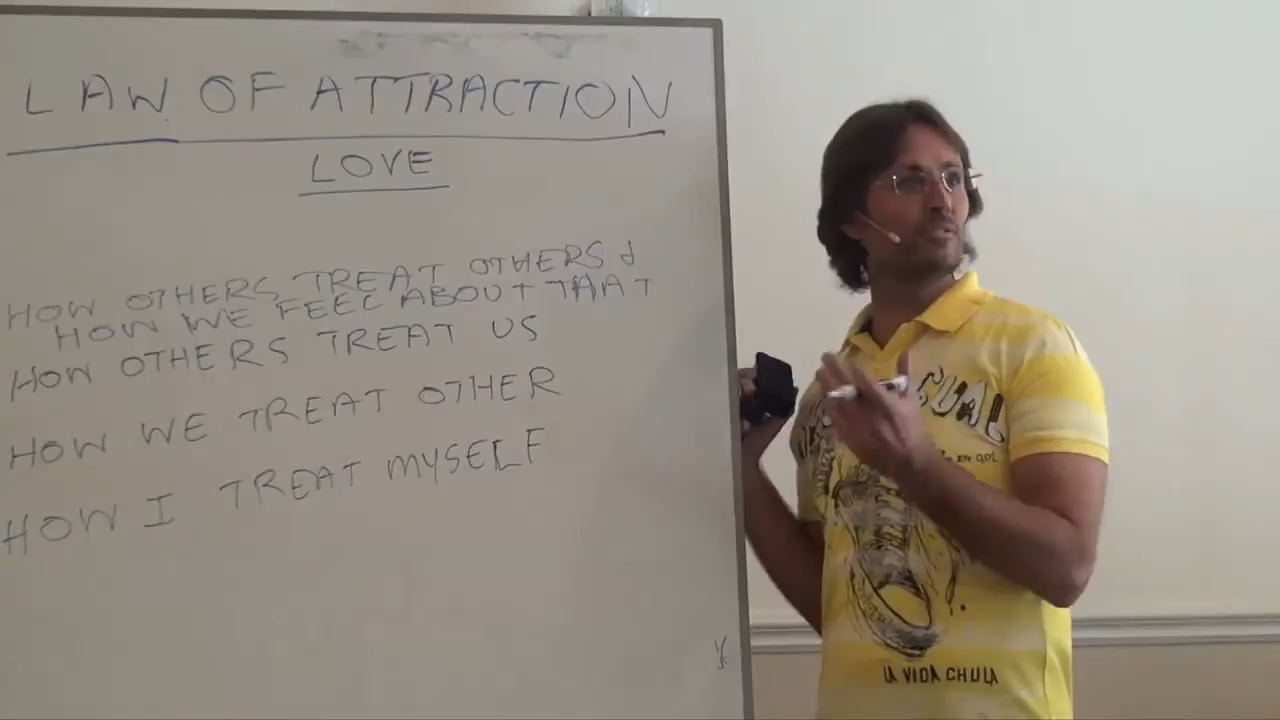 LAW OF ATTRACTION
LOVE
HOW OTHERS TREAT OTHERS &
HOW WE FEEL ABOUT THAT
HOW OTHERS TREAT US
HOW WE TREAT OTHER
HOW I TREAT MYSELF
CUAL
LA VIDA CHULA